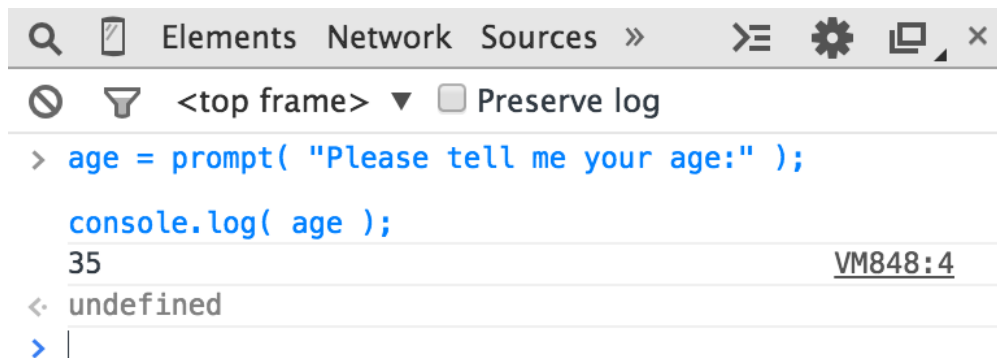 Elements Network Sources »
<top frame> ▼ Preserve log
> age = prompt( "Please tell me your age:" );
console.log( age );
35 VM848:4
undefined
>